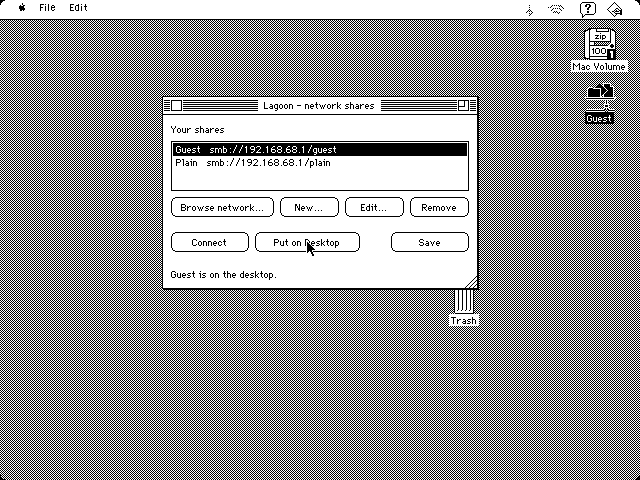 File Edit
zip
100
Mac Volume
Guest
Lagoon – network shares
Your shares
Guest smb://192.168.68.1/guest
Plain smb://192.168.68.1/plain
Browse network... New... Edit... Remove
Connect Put on Desktop Save
Guest is on the desktop.
Trash